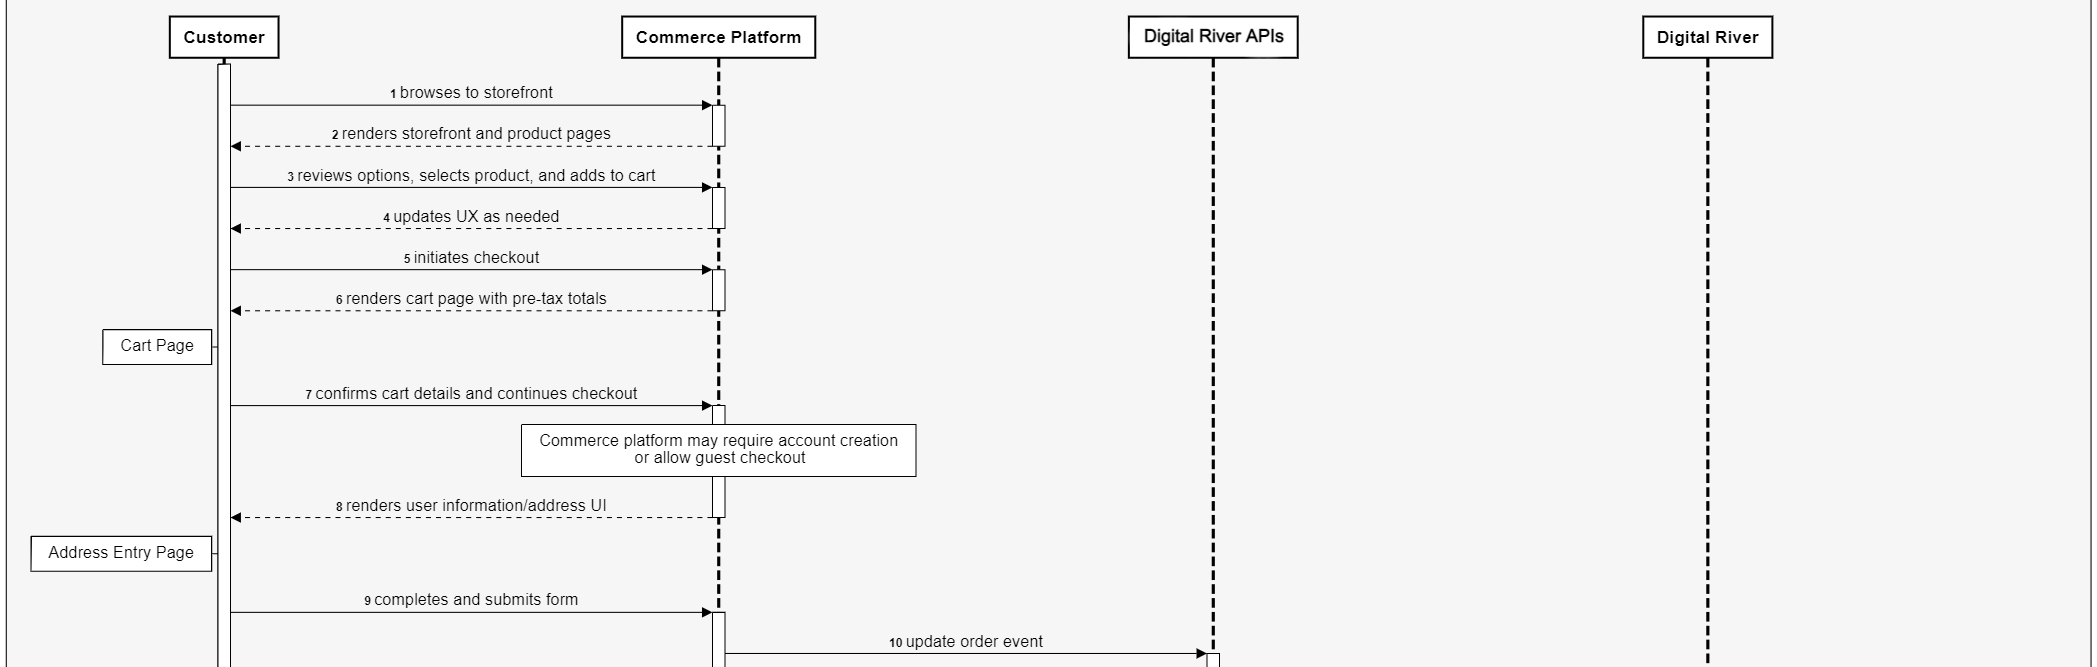 Customer
Commerce Platform
Digital River APIs
Digital River
1 browses to storefront
2 renders storefront and product pages
3 reviews options, selects product, and adds to cart
4 updates UX as needed
5 initiates checkout
6 renders cart page with pre-tax totals
Cart Page
7 confirms cart details and continues checkout
Commerce platform may require account creation
or allow guest checkout
8 renders user information/address UI
Address Entry Page
9 completes and submits form
10 update order event